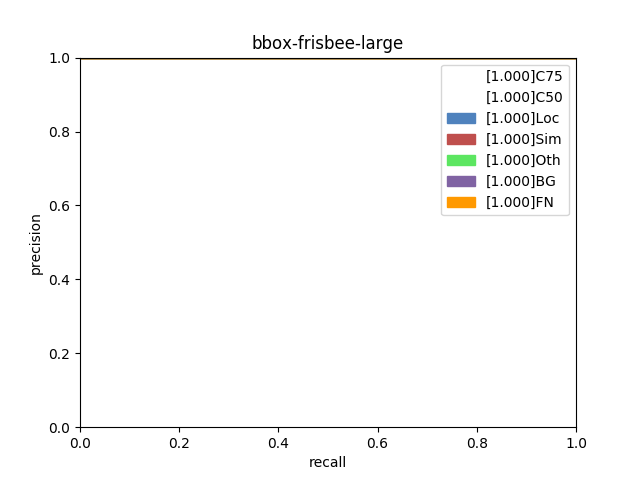 bbox-frisbee-large
1.0
0.8
0.6
0.4
0.2
0.0
precision
[1.000]C75
[1.000]C50
[1.000]Loc
[1.000]Sim
[1.000]Oth
[1.000]BG
[1.000]FN
0.0 0.2 0.4 0.6 0.8 1.0
recall